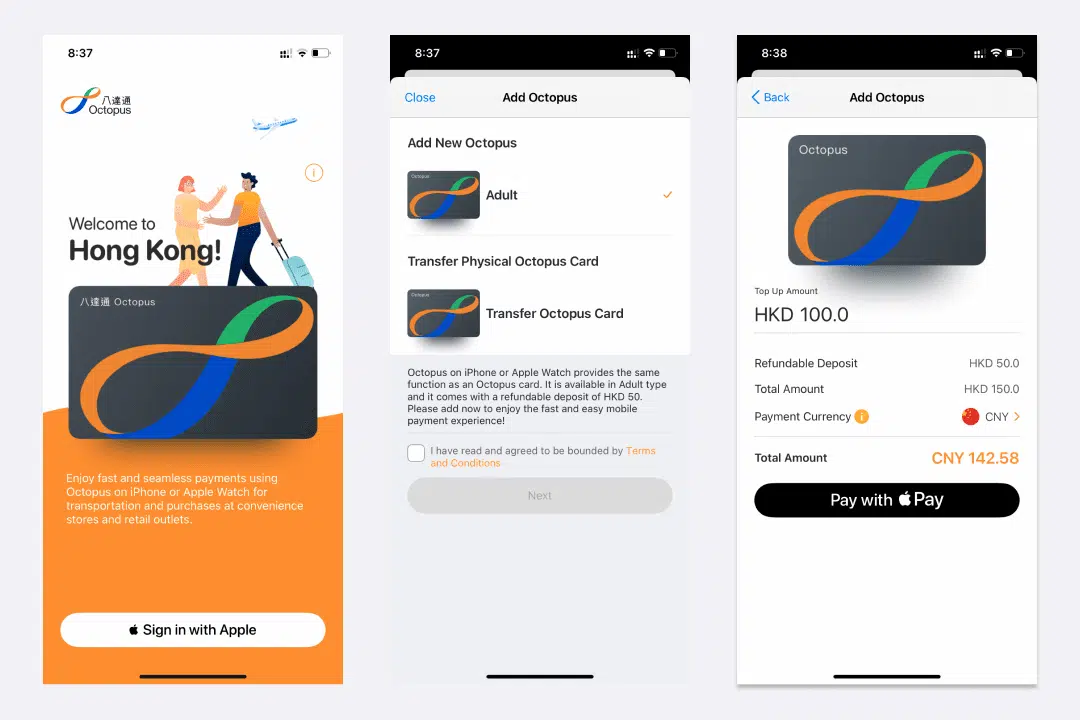 8:37
八達通
Octopus
Welcome to
Hong Kong!
八達通 Octopus
Enjoy fast and seamless payments using
Octopus on iPhone or Apple Watch for
transportation and purchases at convenience
stores and retail outlets.
Sign in with Apple
8:37
Close
Add Octopus
Add New Octopus
Octopus
Adult
Transfer Physical Octopus Card
Octopus
Transfer Octopus Card
Octopus on iPhone or Apple Watch provides the same
function as an Octopus card. It is available in Adult type
and it comes with a refundable deposit of HKD 50.
Please add now to enjoy the fast and easy mobile
payment experience!
I have read and agreed to be bounded by Terms
and Conditions
Next
8:38
Back
Add Octopus
Octopus
Top Up Amount
HKD 100.0
Refundable Deposit HKD 50.0
Total Amount HKD 150.0
Payment Currency i CNY
Total Amount CNY 142.58
Pay with Pay